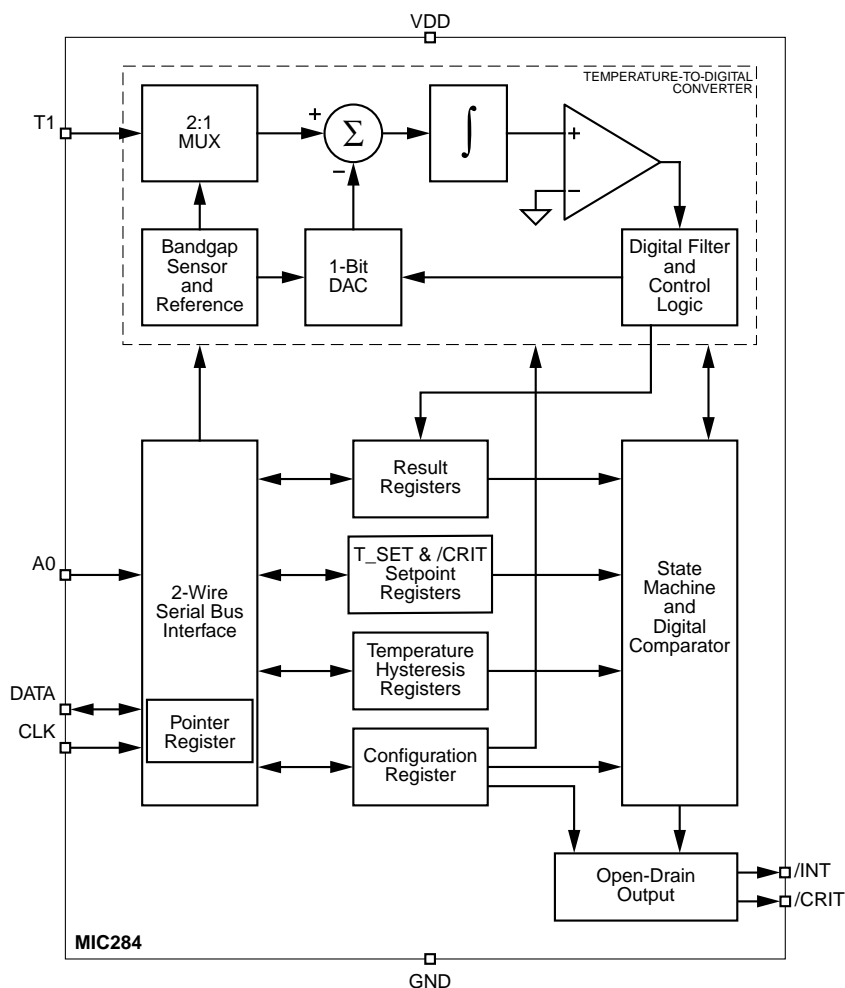 VDD
TEMPERATURE-TO-DIGITAL
CONVERTER
T1
2:1
MUX
+
Σ
−
∫
+
−
Bandgap
Sensor
and
Reference
1-Bit
DAC
Digital Filter
and
Control
Logic
Result
Registers
A0
2-Wire
Serial Bus
Interface
T_SET & /CRIT
Setpoint
Registers
State
Machine
and
Digital
Comparator
Temperature
Hysteresis
Registers
DATA
CLK
Pointer
Register
Configuration
Register
Open-Drain
Output
/INT
/CRIT
MIC284
GND